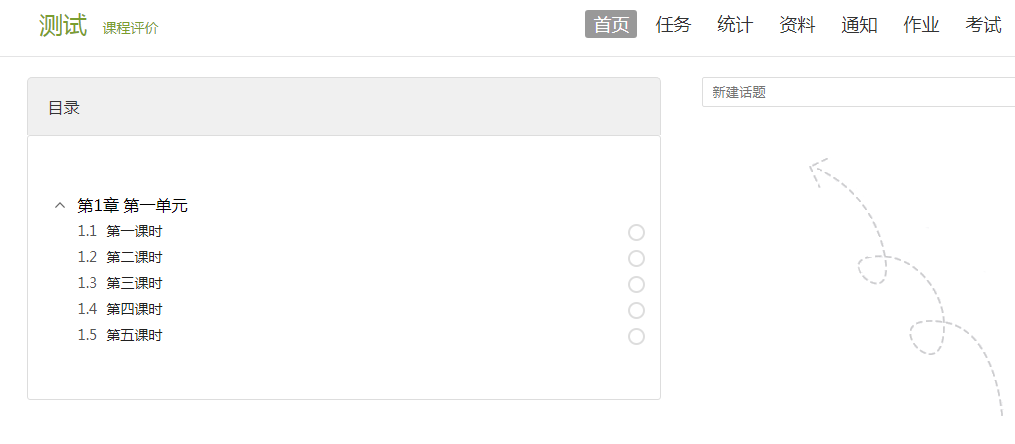 测试 课程评价 首页 任务 统计 资料 通知 作业 考试
目录
新建话题
第1章 第一单元
1.1 第一课时
1.2 第二课时
1.3 第三课时
1.4 第四课时
1.5 第五课时